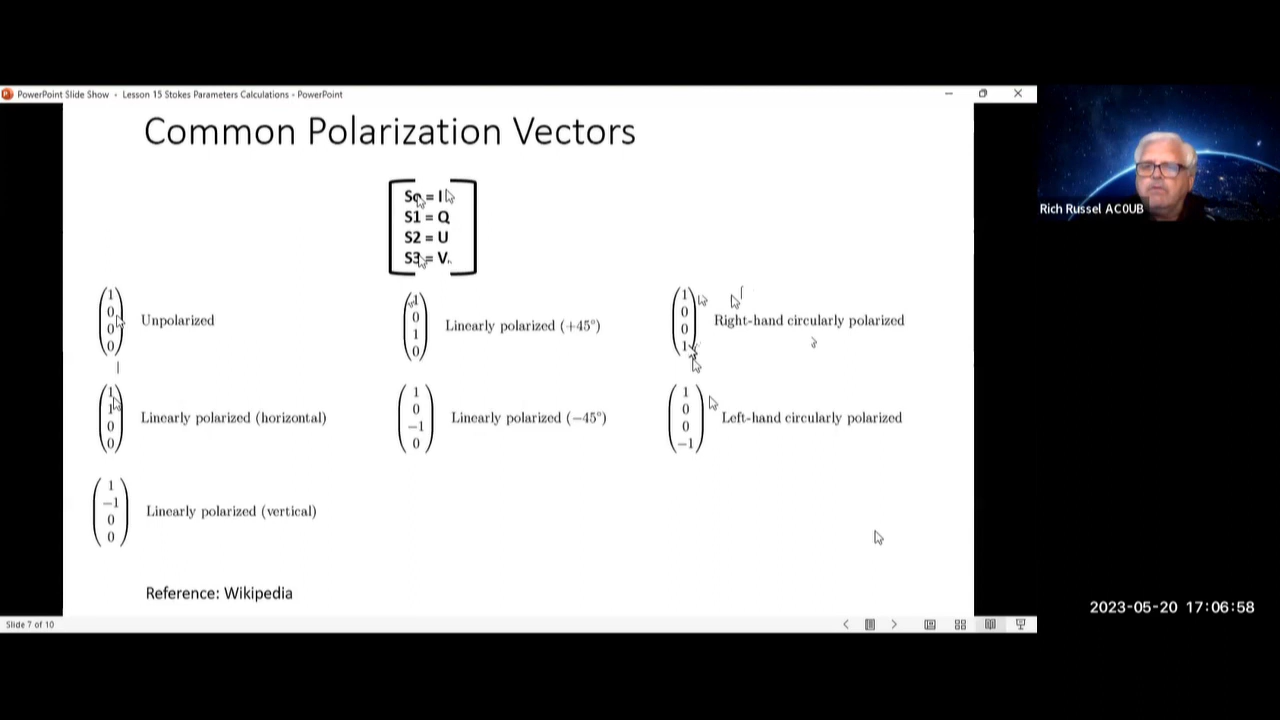 PowerPoint Slide Show - Lesson 15 Stokes Parameters Calculations - PowerPoint
Common Polarization Vectors
S0 = I
S1 = Q
S2 = U
S3 = V
1
0
0
0
Unpolarized
1
0
1
0
Linearly polarized (+45°)
1
0
0
1
Right-hand circularly polarized
1
1
0
0
Linearly polarized (horizontal)
1
0
−1
0
Linearly polarized (−45°)
1
0
0
−1
Left-hand circularly polarized
1
−1
0
0
Linearly polarized (vertical)
Reference: Wikipedia
Slide 7 of 10
Rich Russel AC0UB
2023-05-20 17:06:58